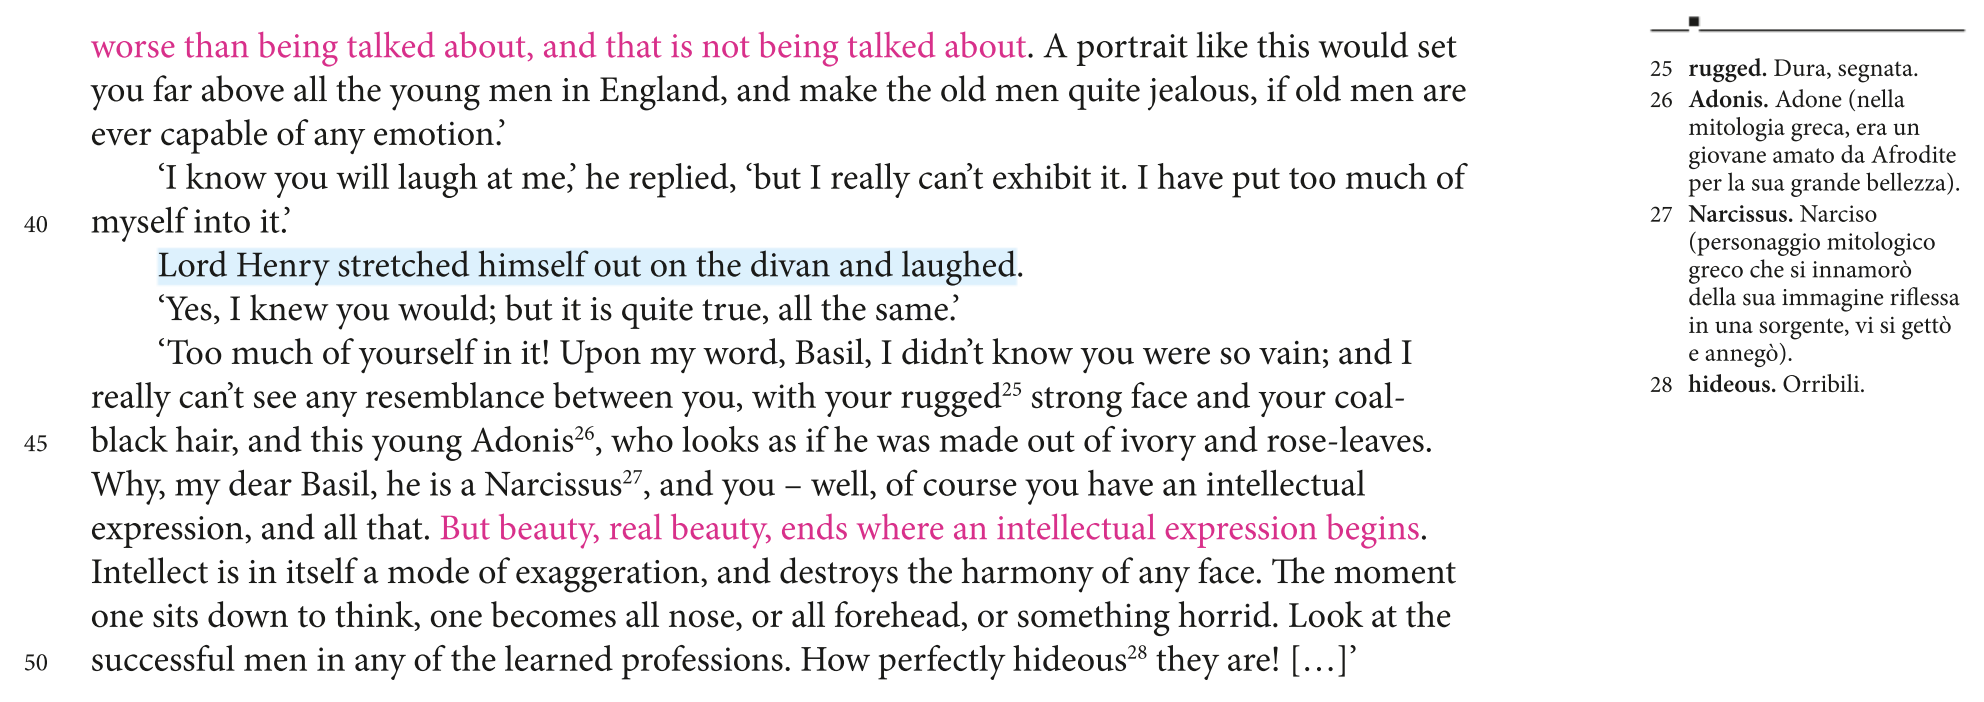 worse than being talked about, and that is not being talked about. A portrait like this would set
you far above all the young men in England, and make the old men quite jealous, if old men are
ever capable of any emotion.’
‘I know you will laugh at me,’ he replied, ‘but I really can’t exhibit it. I have put too much of
40 myself into it.’
Lord Henry stretched himself out on the divan and laughed.
‘Yes, I knew you would; but it is quite true, all the same.’
‘Too much of yourself in it! Upon my word, Basil, I didn’t know you were so vain; and I
really can’t see any resemblance between you, with your rugged25 strong face and your coal-
45 black hair, and this young Adonis26, who looks as if he was made out of ivory and rose-leaves.
Why, my dear Basil, he is a Narcissus27, and you – well, of course you have an intellectual
expression, and all that. But beauty, real beauty, ends where an intellectual expression begins.
Intellect is in itself a mode of exaggeration, and destroys the harmony of any face. The moment
one sits down to think, one becomes all nose, or all forehead, or something horrid. Look at the
50 successful men in any of the learned professions. How perfectly hideous28 they are! […]’
25 rugged. Dura, segnata.
26 Adonis. Adone (nella
mitologia greca, era un
giovane amato da Afrodite
per la sua grande bellezza).
27 Narcissus. Narciso
(personaggio mitologico
greco che si innamorò
della sua immagine riflessa
in una sorgente, vi si gettò
e annegò).
28 hideous. Orribili.